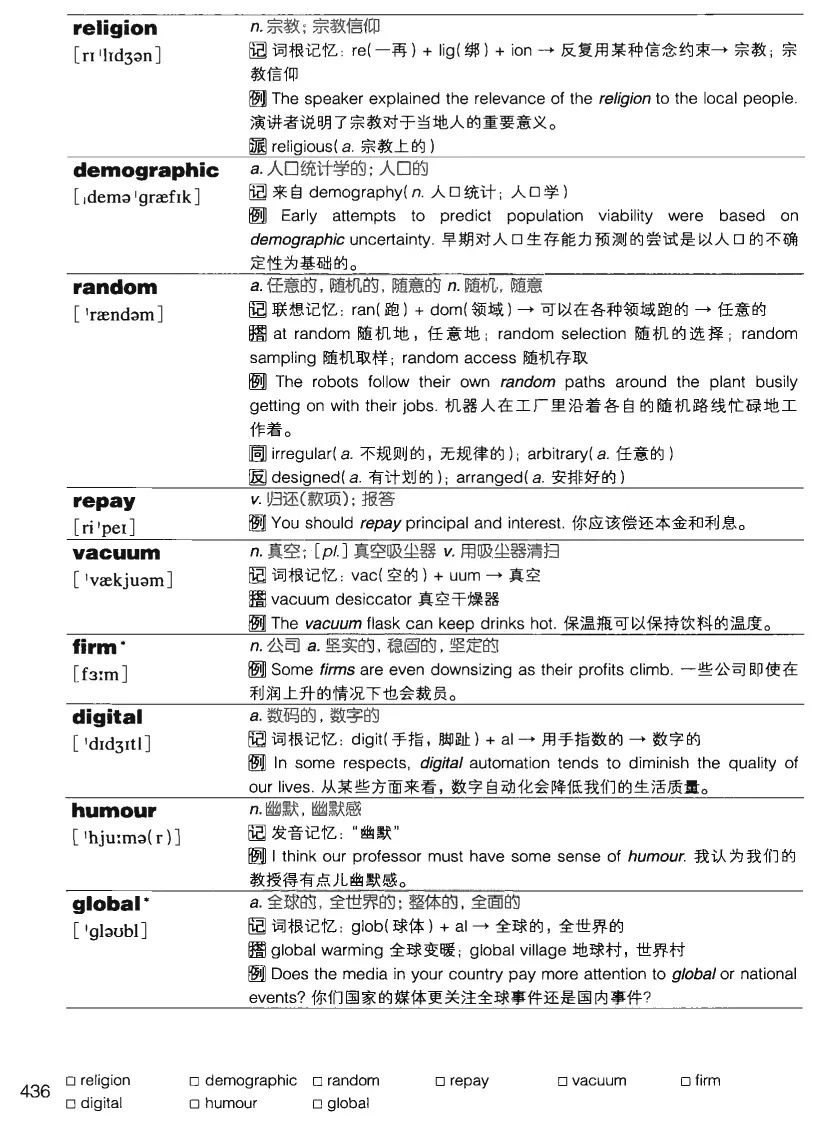 religion
[rɪˈlɪdʒən]
n. 宗教；宗教信仰
记 词根记忆：re(一再) + lig(绑) + ion → 反复用某种信念约束→ 宗教；宗
教信仰
例 The speaker explained the relevance of the religion to the local people.
演讲者说明了宗教对于当地人的重要意义。
派 religious(a. 宗教上的)
demographic
[ˌdeməˈɡræfɪk]
a. 人口统计学的；人口的
记 来自 demography(n. 人口统计；人口学)
例 Early attempts to predict population viability were based on
demographic uncertainty. 早期对人口生存能力预测的尝试是以人口的不确
定性为基础的。
random
[ˈrændəm]
a. 任意的，随机的，随意的 n. 随机，随意
记 联想记忆：ran(跑) + dom(领域) → 可以在各种领域跑的 → 任意的
搭 at random 随机地，任意地；random selection 随机的选择；random
sampling 随机取样；random access 随机存取
例 The robots follow their own random paths around the plant busily
getting on with their jobs. 机器人在工厂里沿着各自的随机路线忙碌地工
作着。
同 irregular(a. 不规则的，无规律的)；arbitrary(a. 任意的)
反 designed(a. 有计划的)；arranged(a. 安排好的)
repay
[riˈpeɪ]
v. 归还(款项)；报答
例 You should repay principal and interest. 你应该偿还本金和利息。
vacuum
[ˈvækjuəm]
n. 真空；[pl.] 真空吸尘器 v. 用吸尘器清扫
记 词根记忆：vac(空的) + uum → 真空
搭 vacuum desiccator 真空干燥器
例 The vacuum flask can keep drinks hot. 保温瓶可以保持饮料的温度。
firm*
[fɜːm]
n. 公司 a. 坚实的，稳固的，坚定的
例 Some firms are even downsizing as their profits climb. 一些公司即使在
利润上升的情况下也会裁员。
digital
[ˈdɪdʒɪtl]
a. 数码的，数字的
记 词根记忆：digit(手指，脚趾) + al → 用手指数的 → 数字的
例 In some respects, digital automation tends to diminish the quality of
our lives. 从某些方面来看，数字自动化会降低我们的生活质量。
humour
[ˈhjuːmə(r)]
n. 幽默，幽默感
记 发音记忆：“幽默”
例 I think our professor must have some sense of humour. 我认为我们的
教授得有点儿幽默感。
global*
[ˈɡləʊbl]
a. 全球的，全世界的；整体的，全面的
记 词根记忆：glob(球体) + al → 全球的，全世界的
搭 global warming 全球变暖；global village 地球村，世界村
例 Does the media in your country pay more attention to global or national
events? 你们国家的媒体更关注全球事件还是国内事件?
436
□ religion □ demographic □ random □ repay □ vacuum □ firm
□ digital □ humour □ global